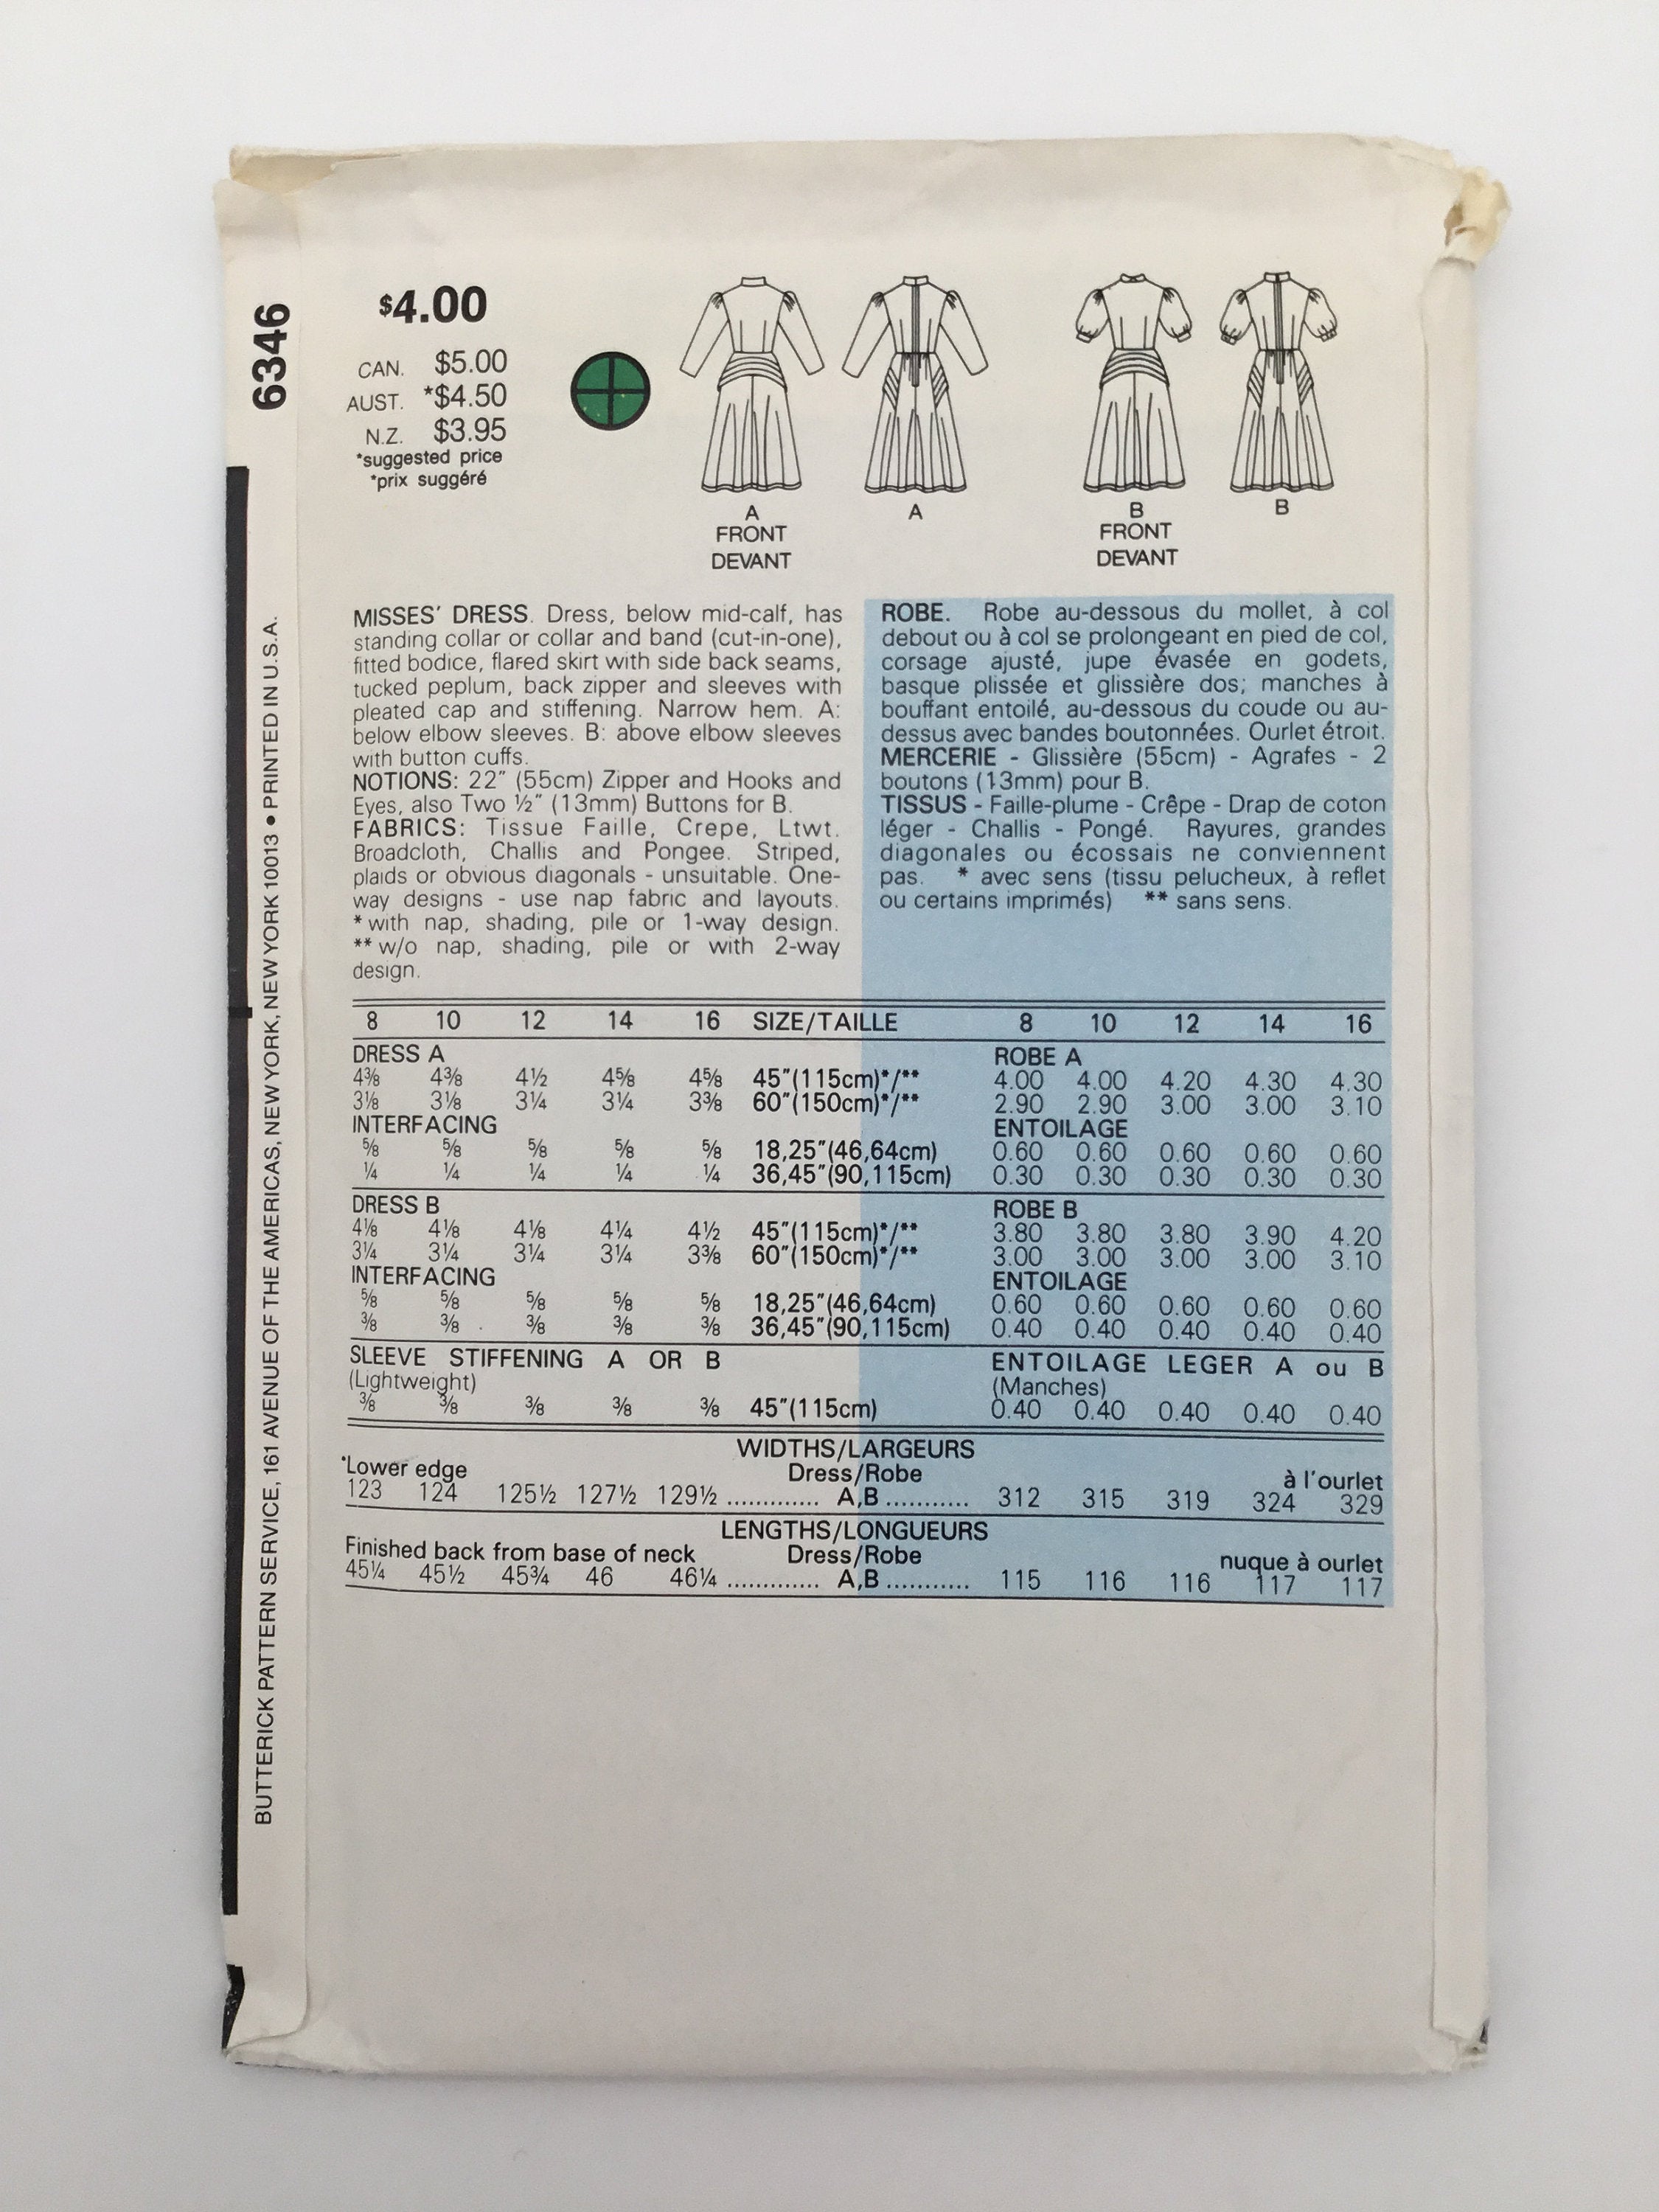 6346
BUTTERICK PATTERN SERVICE, 161 AVENUE OF THE AMERICAS, NEW YORK, NEW YORK 10013 • PRINTED IN U.S.A.
$4.00
CAN. $5.00
AUST. *$4.50
N.Z. $3.95
*suggested price
*prix suggéré
A
FRONT
DEVANT
A
B
FRONT
DEVANT
B
MISSES' DRESS. Dress, below mid-calf, has
standing collar or collar and band (cut-in-one),
fitted bodice, flared skirt with side back seams,
tucked peplum, back zipper and sleeves with
pleated cap and stiffening. Narrow hem. A:
below elbow sleeves. B: above elbow sleeves
with button cuffs.
NOTIONS: 22" (55cm) Zipper and Hooks and
Eyes, also Two ½" (13mm) Buttons for B.
FABRICS: Tissue Faille, Crepe, Ltwt.
Broadcloth, Challis and Pongee. Striped,
plaids or obvious diagonals - unsuitable. One-
way designs - use nap fabric and layouts.
* with nap, shading, pile or 1-way design.
** w/o nap, shading, pile or with 2-way
design.
ROBE. Robe au-dessous du mollet, à col
debout ou à col se prolongeant en pied de col,
corsage ajusté, jupe évasée en godets,
basque plissée et glissière dos; manches à
bouffant entoilé, au-dessous du coude ou au-
dessus avec bandes boutonnées. Ourlet étroit.
MERCERIE - Glissière (55cm) - Agrafes - 2
boutons (13mm) pour B.
TISSUS - Faille-plume - Crêpe - Drap de coton
léger - Challis - Pongé. Rayures, grandes
diagonales ou écossais ne conviennent
pas. * avec sens (tissu pelucheux, à reflet
ou certains imprimés) ** sans sens.
8 10 12 14 16 SIZE/TAILLE 8 10 12 14 16
DRESS A ROBE A
4⅜ 4⅜ 4½ 4⅝ 4⅝ 45"(115cm)*/** 4.00 4.00 4.20 4.30 4.30
3⅛ 3⅛ 3¼ 3¼ 3⅜ 60"(150cm)*/** 2.90 2.90 3.00 3.00 3.10
INTERFACING ENTOILAGE
⅝ ⅝ ⅝ ⅝ ⅝ 18,25"(46,64cm) 0.60 0.60 0.60 0.60 0.60
¼ ¼ ¼ ¼ ¼ 36,45"(90,115cm) 0.30 0.30 0.30 0.30 0.30
DRESS B ROBE B
4⅛ 4⅛ 4⅛ 4¼ 4½ 45"(115cm)*/** 3.80 3.80 3.80 3.90 4.20
3¼ 3¼ 3¼ 3¼ 3⅜ 60"(150cm)*/** 3.00 3.00 3.00 3.00 3.10
INTERFACING ENTOILAGE
⅝ ⅝ ⅝ ⅝ ⅝ 18,25"(46,64cm) 0.60 0.60 0.60 0.60 0.60
⅜ ⅜ ⅜ ⅜ ⅜ 36,45"(90,115cm) 0.40 0.40 0.40 0.40 0.40
SLEEVE STIFFENING A OR B ENTOILAGE LEGER A ou B
(Lightweight) (Manches)
⅜ ⅜ ⅜ ⅜ ⅜ 45"(115cm) 0.40 0.40 0.40 0.40 0.40
WIDTHS/LARGEURS
*Lower edge Dress/Robe à l'ourlet
123 124 125½ 127½ 129½ ............. A,B ........... 312 315 319 324 329
LENGTHS/LONGUEURS
Finished back from base of neck Dress/Robe nuque à ourlet
45¼ 45½ 45¾ 46 46¼ ............. A,B ........... 115 116 116 117 117